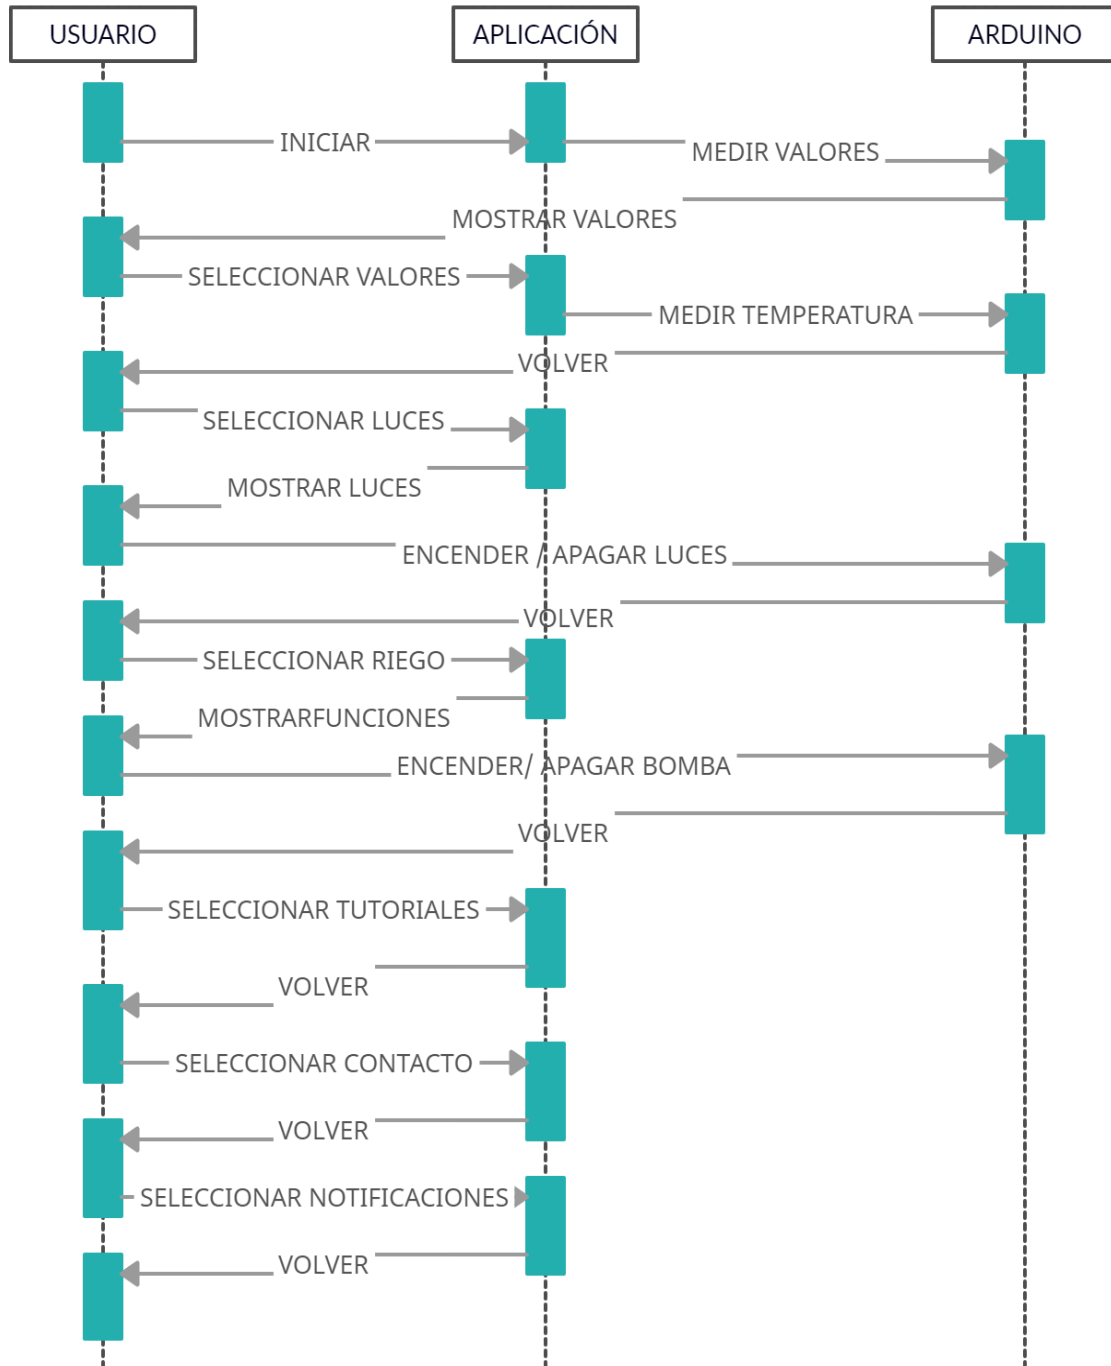 USUARIO
APLICACIÓN
ARDUINO
INICIAR
MEDIR VALORES
MOSTRAR VALORES
SELECCIONAR VALORES
MEDIR TEMPERATURA
VOLVER
SELECCIONAR LUCES
MOSTRAR LUCES
ENCENDER / APAGAR LUCES
VOLVER
SELECCIONAR RIEGO
MOSTRARFUNCIONES
ENCENDER/ APAGAR BOMBA
VOLVER
SELECCIONAR TUTORIALES
VOLVER
SELECCIONAR CONTACTO
VOLVER
SELECCIONAR NOTIFICACIONES
VOLVER